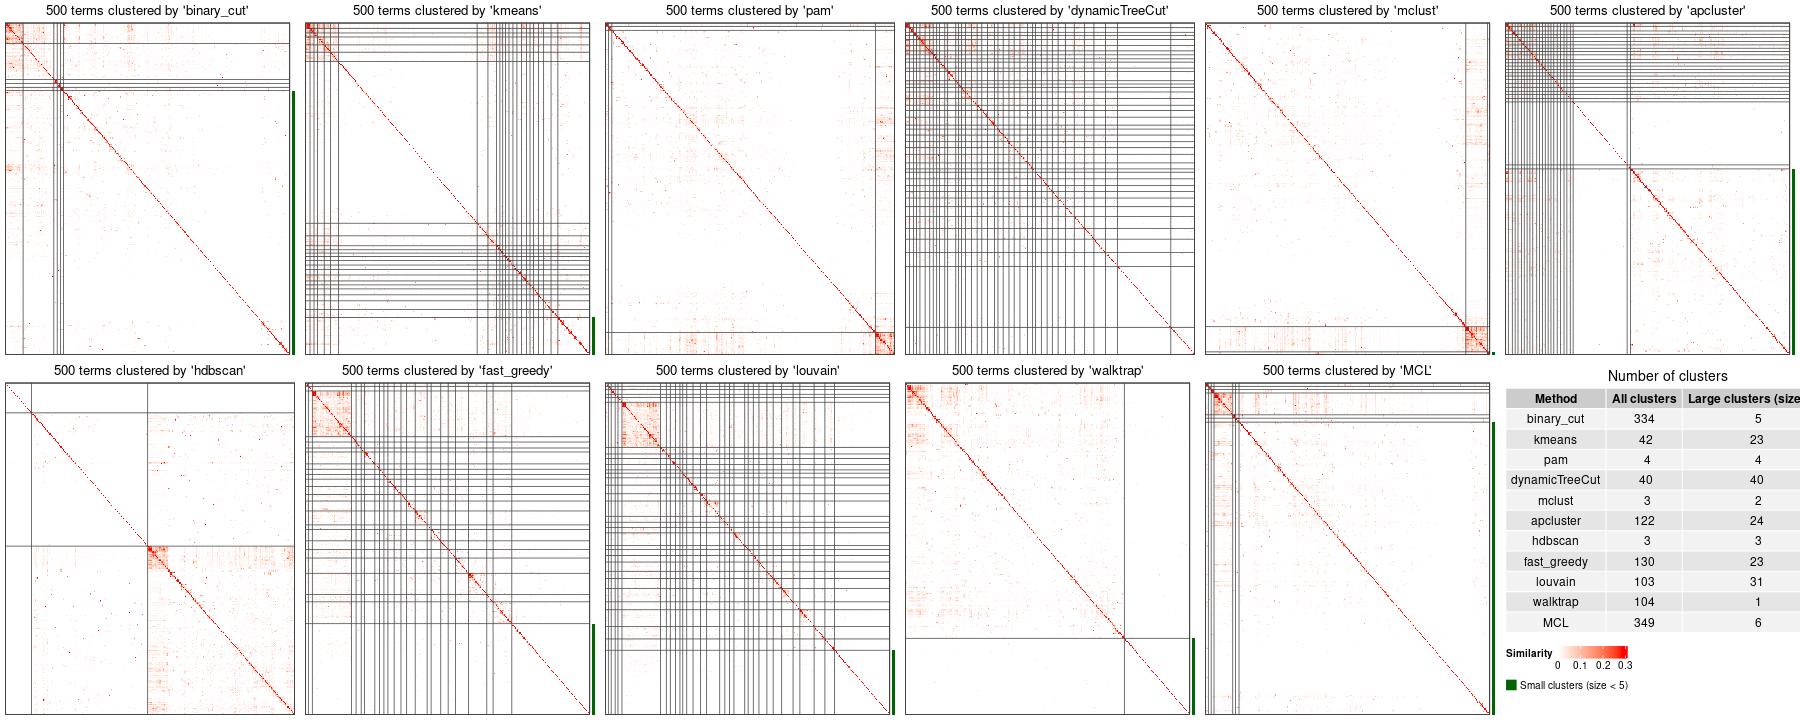 500 terms clustered by 'binary_cut'
500 terms clustered by 'kmeans'
500 terms clustered by 'pam'
500 terms clustered by 'dynamicTreeCut'
500 terms clustered by 'mclust'
500 terms clustered by 'apcluster'
500 terms clustered by 'hdbscan'
500 terms clustered by 'fast_greedy'
500 terms clustered by 'louvain'
500 terms clustered by 'walktrap'
500 terms clustered by 'MCL'
Number of clusters
Method All clusters Large clusters (size
binary_cut 334 5
kmeans 42 23
pam 4 4
dynamicTreeCut 40 40
mclust 3 2
apcluster 122 24
hdbscan 3 3
fast_greedy 130 23
louvain 103 31
walktrap 104 1
MCL 349 6
Similarity
0 0.1 0.2 0.3
Small clusters (size < 5)